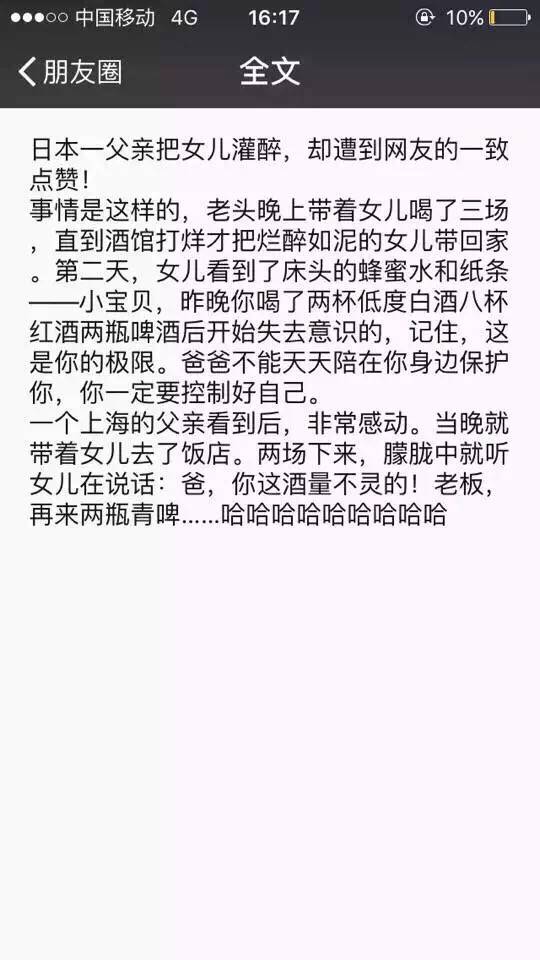 中国移动 4G 16:17 10%
朋友圈 全文
日本一父亲把女儿灌醉，却遭到网友的一致
点赞！
事情是这样的，老头晚上带着女儿喝了三场
，直到酒馆打烊才把烂醉如泥的女儿带回家
。第二天，女儿看到了床头的蜂蜜水和纸条
——小宝贝，昨晚你喝了两杯低度白酒八杯
红酒两瓶啤酒后开始失去意识的，记住，这
是你的极限。爸爸不能天天陪在你身边保护
你，你一定要控制好自己。
一个上海的父亲看到后，非常感动。当晚就
带着女儿去了饭店。两场下来，朦胧中就听
女儿在说话：爸，你这酒量不灵的！老板，
再来两瓶青啤......哈哈哈哈哈哈哈哈哈